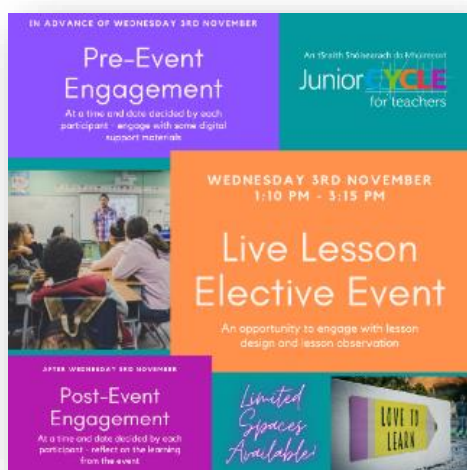 IN ADVANCE OF WEDNESDAY 3RD NOVEMBER
Pre-Event
Engagement
At a time and date decided by each
participant - engage with some digital
support materials
An tSraith Shóisearach do Mhúinteoirí
Junior CYCLE
for teachers
WEDNESDAY 3RD NOVEMBER
1:10 PM - 3:15 PM
Live Lesson
Elective Event
An opportunity to engage with lesson
design and lesson observation
AFTER WEDNESDAY 3RD NOVEMBER
Post-Event
Engagement
At a time and date decided by each
participant - reflect on the learning
from the event
Limited
Spaces
Available!
LOVE TO
LEARN